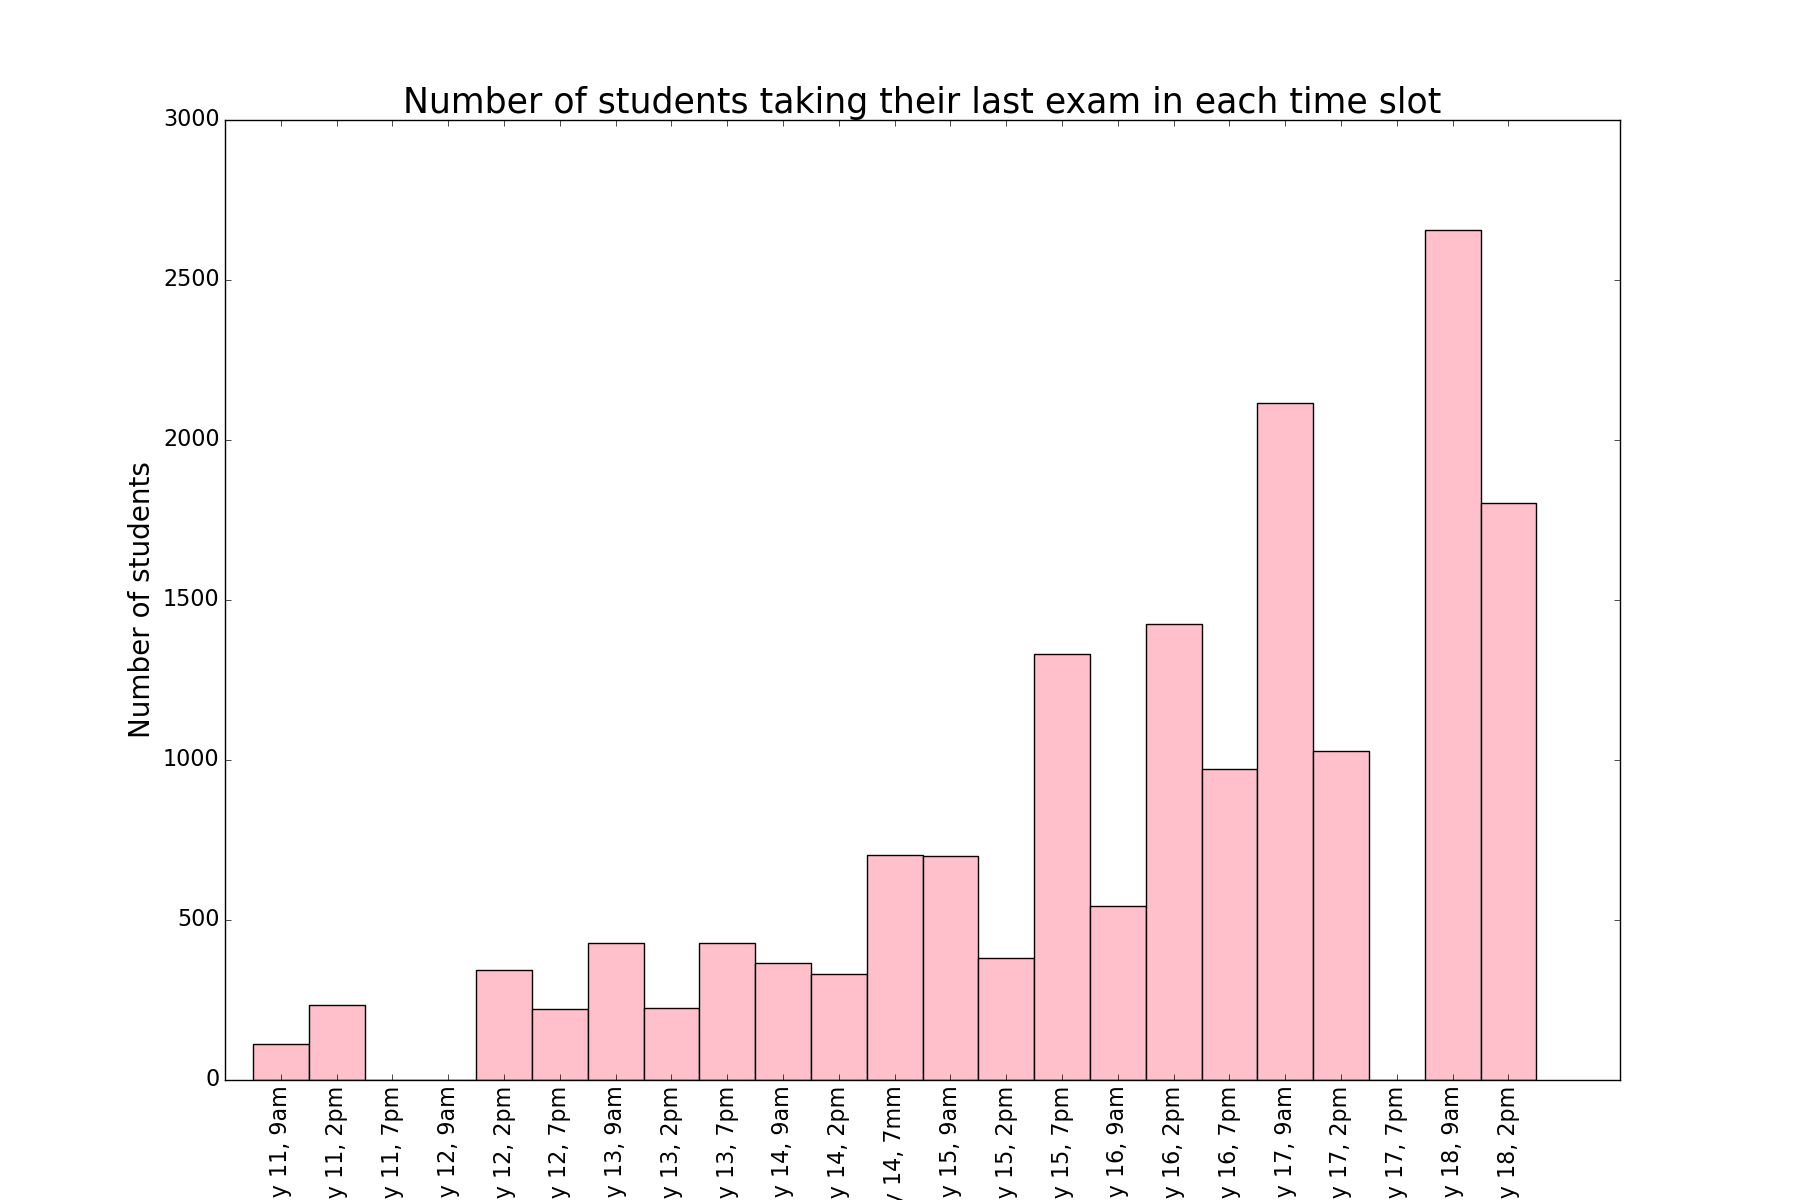 Number of students taking their last exam in each time slot
Number of students
3000
2500
2000
1500
1000
500
0
y 11, 9am
y 11, 2pm
y 11, 7pm
y 12, 9am
y 12, 2pm
y 12, 7pm
y 13, 9am
y 13, 2pm
y 13, 7pm
y 14, 9am
y 14, 2pm
y 14, 7mm
y 15, 9am
y 15, 2pm
y 15, 7pm
y 16, 9am
y 16, 2pm
y 16, 7pm
y 17, 9am
y 17, 2pm
y 17, 7pm
y 18, 9am
y 18, 2pm